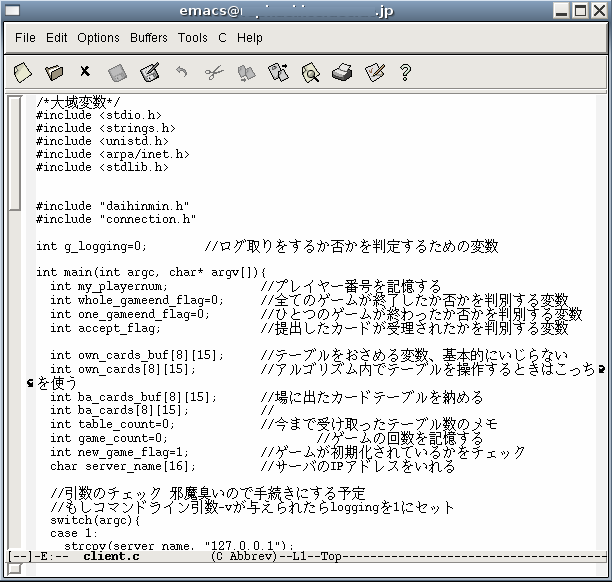 emacs@ .jp
File Edit Options Buffers Tools C Help
/*大域変数*/
#include <stdio.h>
#include <strings.h>
#include <unistd.h>
#include <arpa/inet.h>
#include <stdlib.h>
#include "daihinmin.h"
#include "connection.h"
int g_logging=0; //ログ取りをするか否かを判定するための変数
int main(int argc, char* argv[]){
int my_playernum; //プレイヤー番号を記憶する
int whole_gameend_flag=0; //全てのゲームが終了したか否かを判別する変数
int one_gameend_flag=0; //ひとつのゲームが終わったか否かを判別する変数
int accept_flag; //提出したカードが受理されたかを判別する変数
int own_cards_buf[8][15]; //テーブルをおさめる変数、基本的にいじらない
int own_cards[8][15]; //アルゴリズム内でテーブルを操作するときはこっち
を使う
int ba_cards_buf[8][15]; //場に出たカードテーブルを納める
int ba_cards[8][15]; //
int table_count=0; //今まで受け取ったテーブル数のメモ
int game_count=0; //ゲームの回数を記憶する
int new_game_flag=1; //ゲームが初期化されているかをチェック
char server_name[16]; //サーバのIPアドレスをいれる
//引数のチェック 邪魔臭いので手続きにする予定
//もしコマンドライン引数-vが与えられたらloggingを1にセット
switch(argc){
case 1:
strcpy(server_name, "127.0.0.1");
[--]-E:-- client.c (C Abbrev)--L1--Top